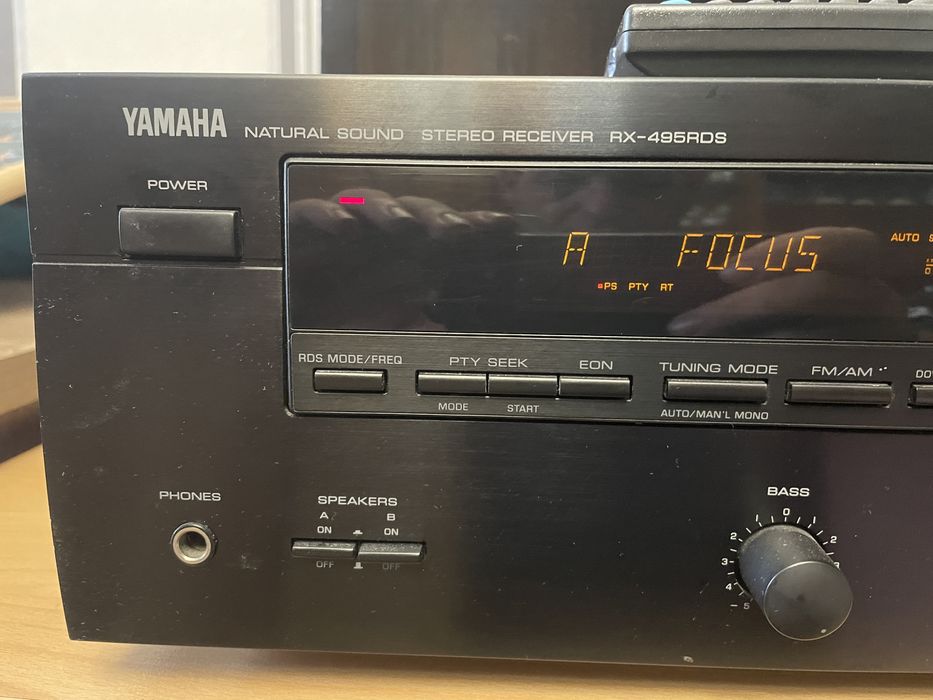 YAMAHA NATURAL SOUND STEREO RECEIVER RX-495RDS
POWER
A FOCUS
AUTO
PS PTY RT
RDS MODE/FREQ
PTY SEEK
EON
TUNING MODE
FM/AM
MODE
START
AUTO/MAN'L MONO
PHONES
SPEAKERS
A B
ON ON
OFF OFF
BASS
0
1 1
2 2
3 3
4
- 5